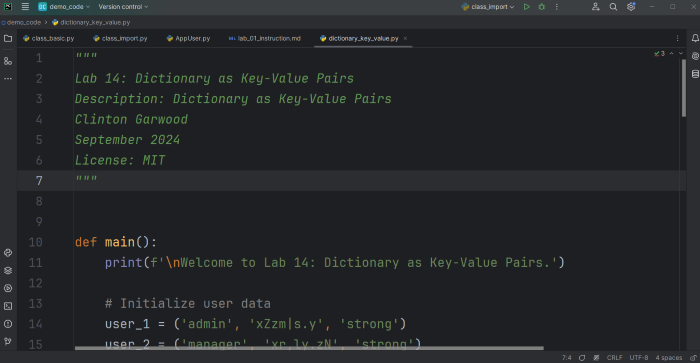 DC demo_code Version control class_import
demo_code dictionary_key_value.py
class_basic.py class_import.py AppUser.py lab_01_instruction.md dictionary_key_value.py
3
1 """
2 Lab 14: Dictionary as Key-Value Pairs
3 Description: Dictionary as Key-Value Pairs
4 Clinton Garwood
5 September 2024
6 License: MIT
7 """
8
9
10 def main():
11 print(f'\nWelcome to Lab 14: Dictionary as Key-Value Pairs.')
12
13 # Initialize user data
14 user_1 = ('admin', 'xZzm|s.y', 'strong')
15 user_2 = ('manager', 'strong')
7:4 CRLF UTF-8 4 spaces